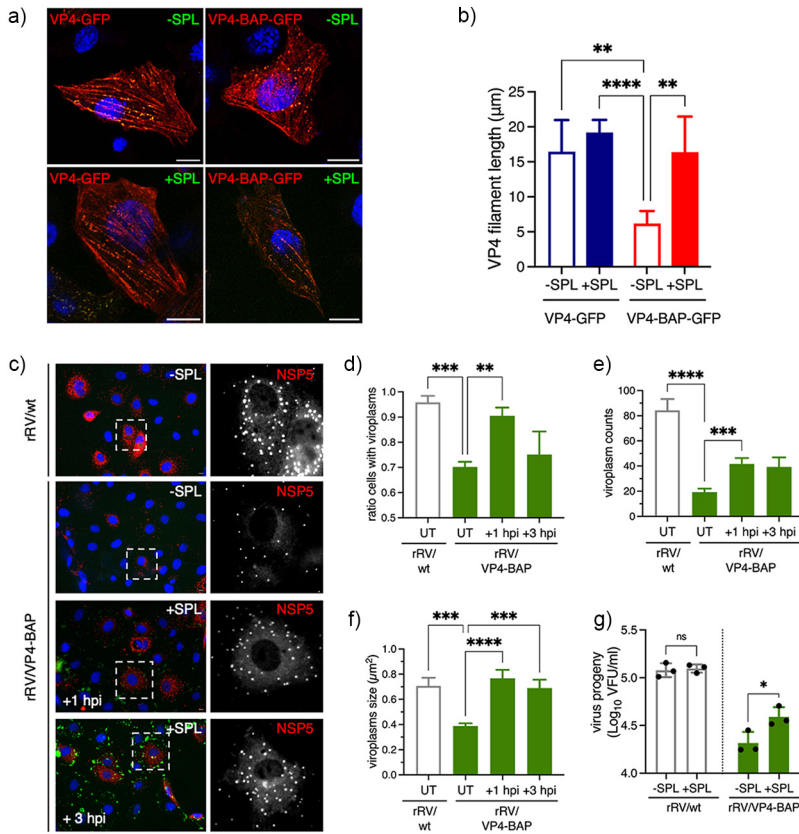 a)
VP4-GFP -SPL
VP4-BAP-GFP -SPL
VP4-GFP +SPL
VP4-BAP-GFP +SPL
b)
** 
**** **
VP4 filament length (μm)
25
20
15
10
5
0
-SPL +SPL -SPL +SPL
VP4-GFP VP4-BAP-GFP
c)
rRV/wt
-SPL NSP5
rRV/VP4-BAP
-SPL NSP5
+SPL NSP5
+1 hpi
+SPL NSP5
+ 3 hpi
d)
*** **
ratio cells with viroplasms
1.0
0.9
0.8
0.7
0.6
0.5
UT UT +1 hpi +3 hpi
rRV/ rRV/
wt VP4-BAP
e)
****
***
viroplasm counts
100
80
60
40
20
0
UT UT +1 hpi +3 hpi
rRV/ rRV/
wt VP4-BAP
f)
*** ***
****
viroplasms size (μm²)
1.0
0.8
0.6
0.4
0.2
0.0
UT UT +1 hpi +3 hpi
rRV/ rRV/
wt VP4-BAP
g)
ns
*
virus progeny
(Log10 VFU/ml)
5.5
5.0
4.5
4.0
-SPL +SPL -SPL +SPL
rRV/wt rRV/VP4-BAP